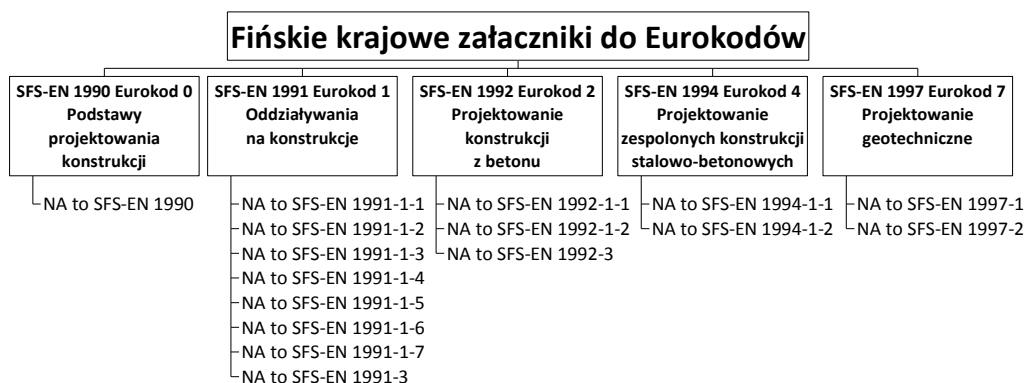 Fińskie krajowe załaczniki do Eurokodów
SFS-EN 1990 Eurokod 0
Podstawy
projektowania
konstrukcji
NA to SFS-EN 1990
SFS-EN 1991 Eurokod 1
Oddziaływania
na konstrukcje
NA to SFS-EN 1991-1-1
NA to SFS-EN 1991-1-2
NA to SFS-EN 1991-1-3
NA to SFS-EN 1991-1-4
NA to SFS-EN 1991-1-5
NA to SFS-EN 1991-1-6
NA to SFS-EN 1991-1-7
NA to SFS-EN 1991-3
SFS-EN 1992 Eurokod 2
Projektowanie
konstrukcji
z betonu
NA to SFS-EN 1992-1-1
NA to SFS-EN 1992-1-2
NA to SFS-EN 1992-3
SFS-EN 1994 Eurokod 4
Projektowanie
zespolonych konstrukcji
stalowo-betonowych
NA to SFS-EN 1994-1-1
NA to SFS-EN 1994-1-2
SFS-EN 1997 Eurokod 7
Projektowanie
geotechniczne
NA to SFS-EN 1997-1
NA to SFS-EN 1997-2